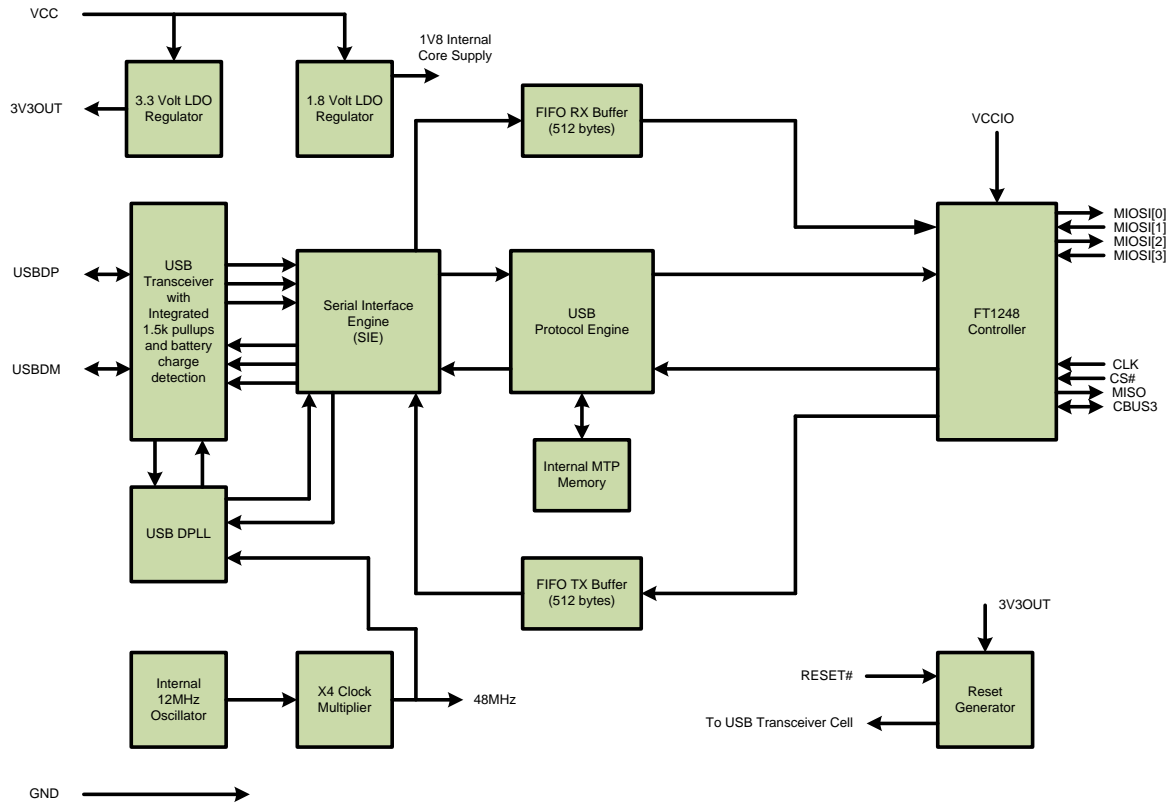 VCC
1V8 Internal
Core Supply
3.3 Volt LDO
Regulator
1.8 Volt LDO
Regulator
3V3OUT
FIFO RX Buffer
(512 bytes)
VCCIO
USBDP
USBDM
USB
Transceiver
with
Integrated
1.5k pullups
and battery
charge
detection
Serial Interface
Engine
(SIE)
USB
Protocol Engine
FT1248
Controller
MIOSI[0]
MIOSI[1]
MIOSI[2]
MIOSI[3]
CLK
CS#
MISO
CBUS3
Internal MTP
Memory
USB DPLL
FIFO TX Buffer
(512 bytes)
3V3OUT
RESET#
Reset
Generator
To USB Transceiver Cell
Internal
12MHz
Oscillator
X4 Clock
Multiplier
48MHz
GND